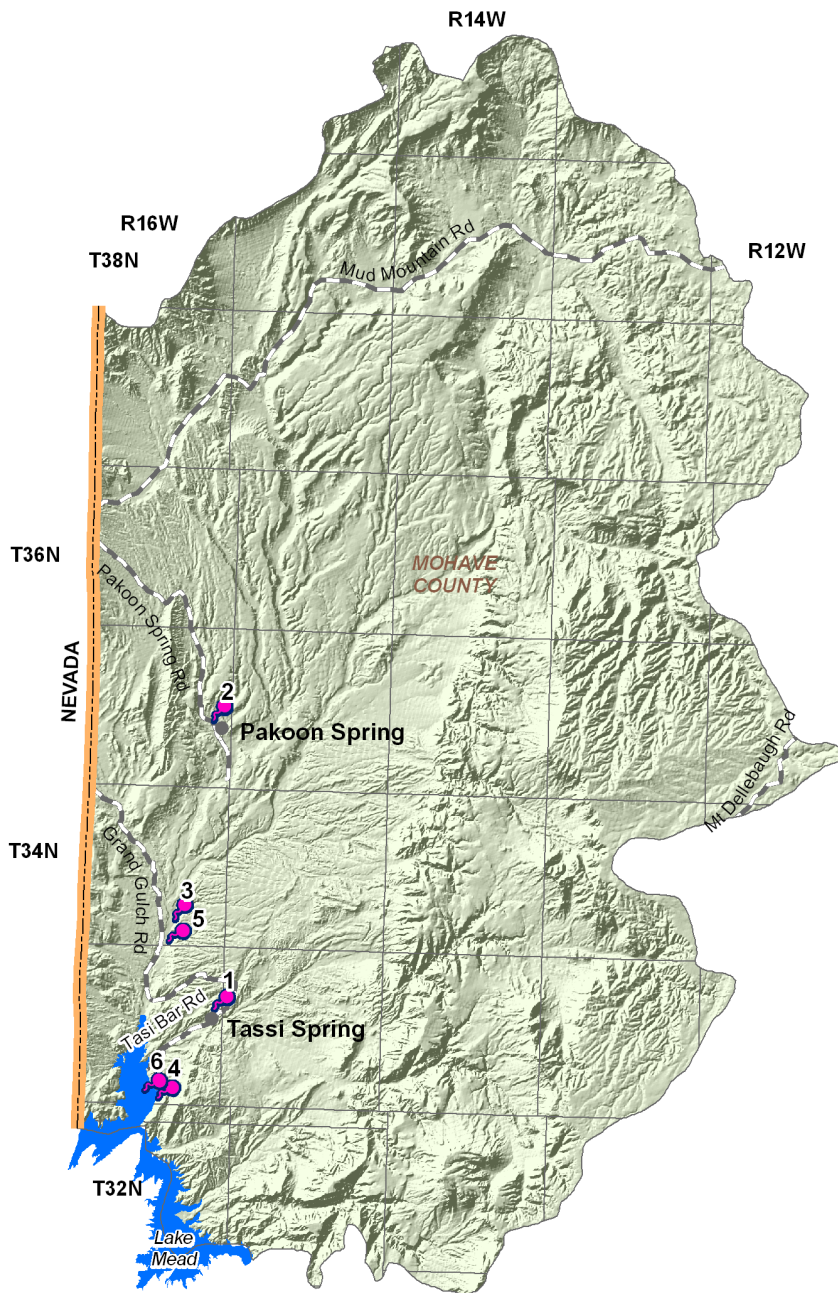 R14W
R16W
Mud Mountain Rd
R12W
T38N
T36N
MOHAVE
COUNTY
Pakoon Spring Rd
NEVADA
2
Pakoon Spring
Mt Dellebaugh Rd
T34N
Grand Gulch Rd
3
5
1
Tasi Bar Rd
Tassi Spring
6
4
T32N
Lake
Mead